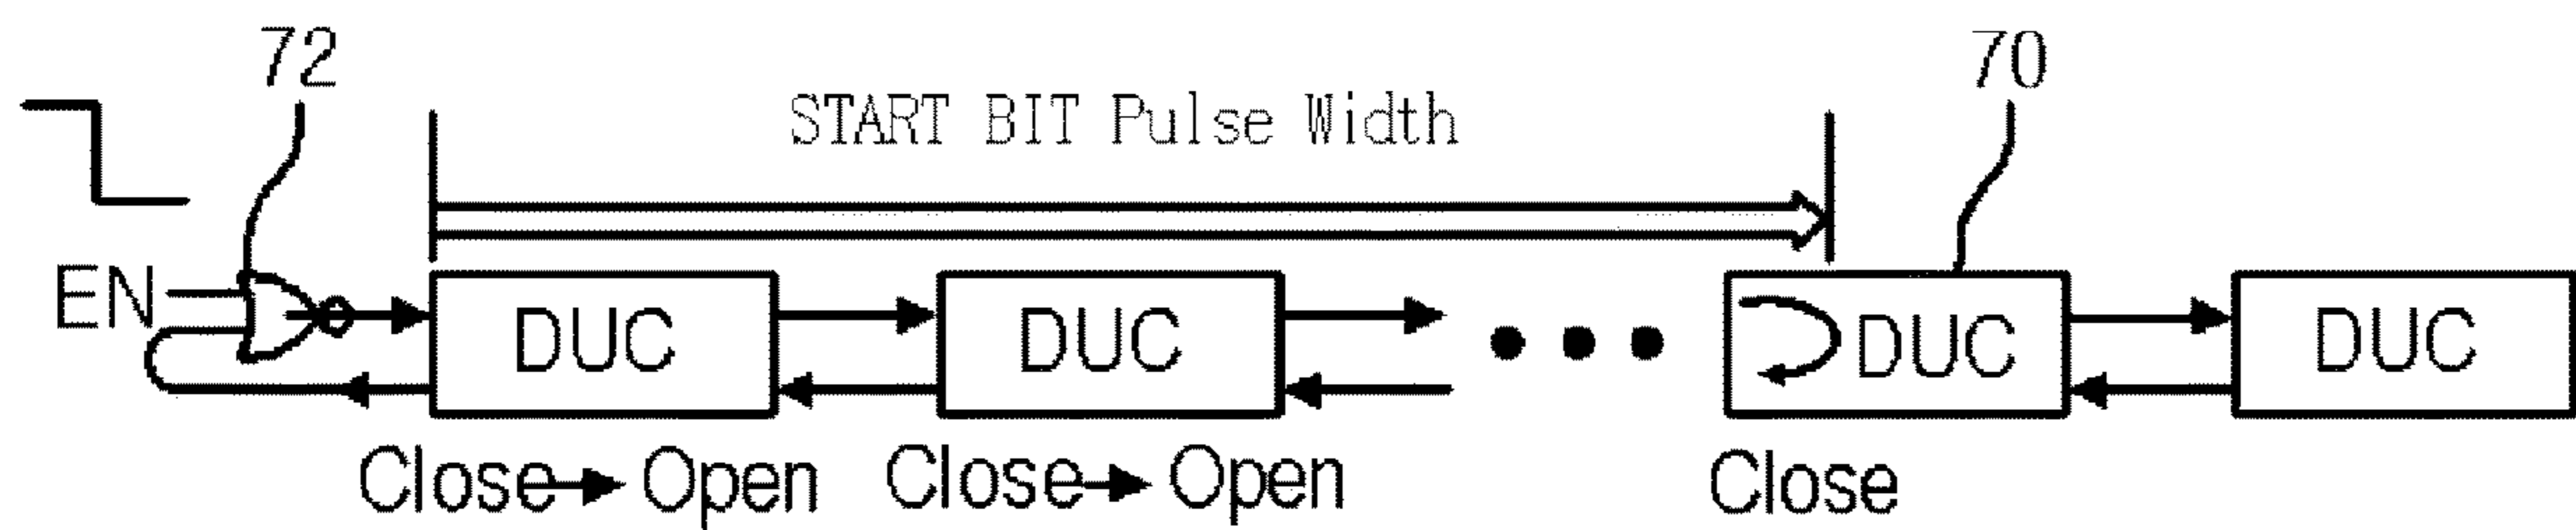 72
70
START BIT Pulse Width
EN
DUC DUC DUC DUC
Close Open Close Open Close